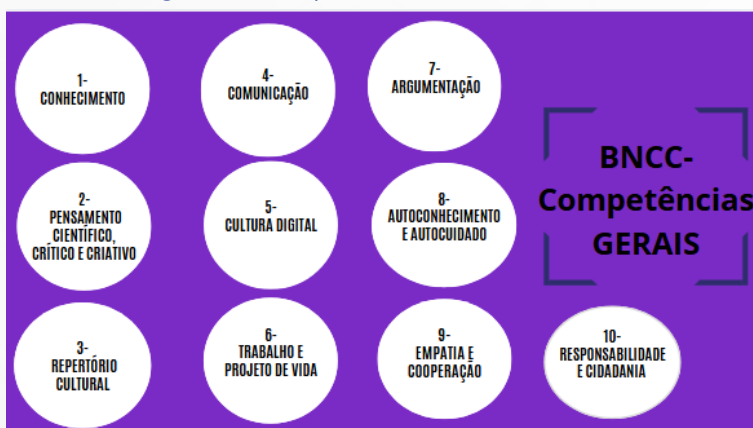 1-
CONHECIMENTO
2-
PENSAMENTO
CIENTÍFICO,
CRÍTICO E CRIATIVO
3-
REPERTÓRIO
CULTURAL
4-
COMUNICAÇÃO
5-
CULTURA DIGITAL
6-
TRABALHO E
PROJETO DE VIDA
7-
ARGUMENTAÇÃO
8-
AUTOCONHECIMENTO
E AUTOCUIDADO
9-
EMPATIA E
COOPERAÇÃO
10-
RESPONSABILIDADE
E CIDADANIA
BNCC-
Competências
GERAIS